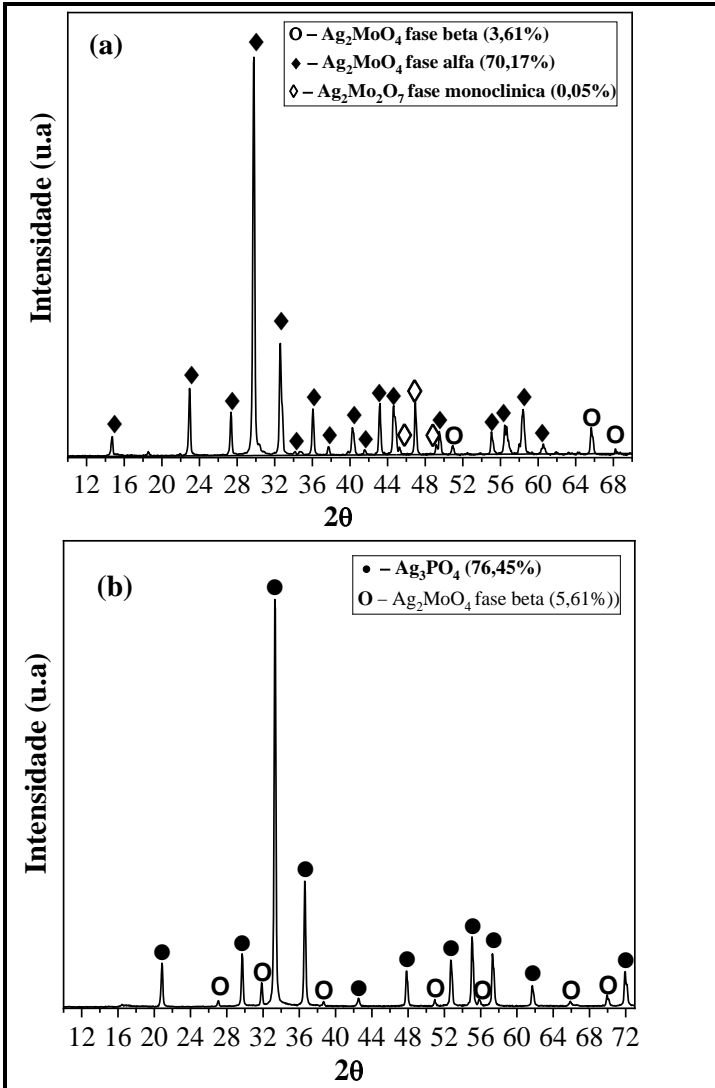 (a)
O – Ag₂MoO₄ fase beta (3,61%)
♦ – Ag₂MoO₄ fase alfa (70,17%)
◊ – Ag₂Mo₂O₇ fase monoclinica (0,05%)
Intensidade (u.a)
12 16 20 24 28 32 36 40 44 48 52 56 60 64 68
2θ
(b)
● – Ag₃PO₄ (76,45%)
O – Ag₂MoO₄ fase beta (5,61%))
Intensidade (u.a)
12 16 20 24 28 32 36 40 44 48 52 56 60 64 68 72
2θ